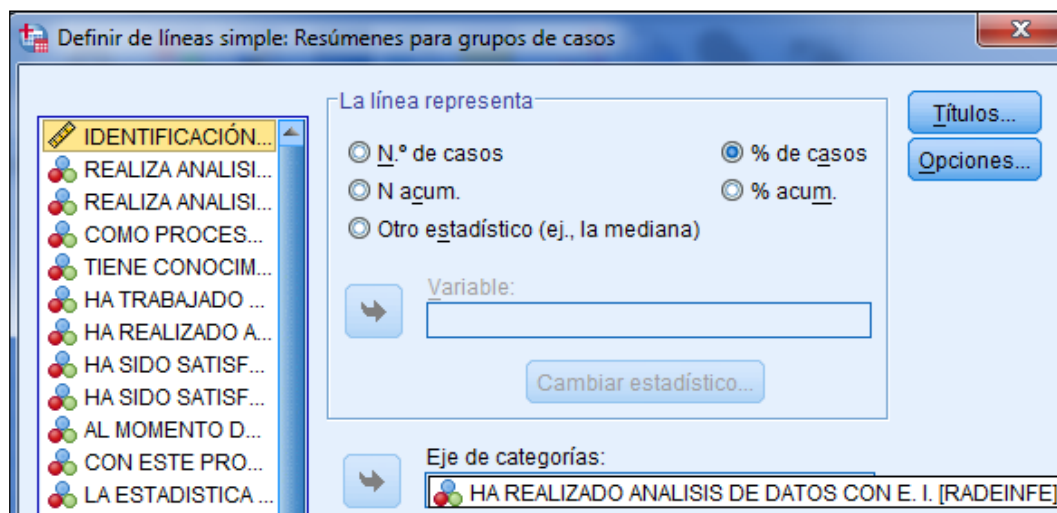 Definir de líneas simple: Resúmenes para grupos de casos
IDENTIFICACIÓN...
REALIZA ANALISI...
REALIZA ANALISI...
COMO PROCES...
TIENE CONOCIM...
HA TRABAJADO ...
HA REALIZADO A...
HA SIDO SATISF...
HA SIDO SATISF...
AL MOMENTO D...
CON ESTE PRO...
LA ESTADISTICA ...
La línea representa
N.º de casos
% de casos
N acum.
% acum.
Otro estadístico (ej., la mediana)
Variable:
Cambiar estadístico...
Eje de categorías:
HA REALIZADO ANALISIS DE DATOS CON E. I. [RADEINFE]
Títulos...
Opciones...